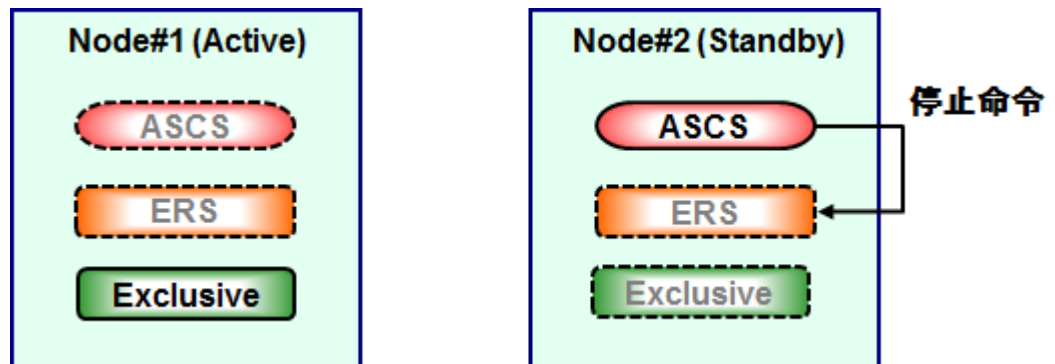 Node#1 (Active)
ASCS
ERS
Exclusive
Node#2 (Standby)
ASCS
ERS
Exclusive
停止命令